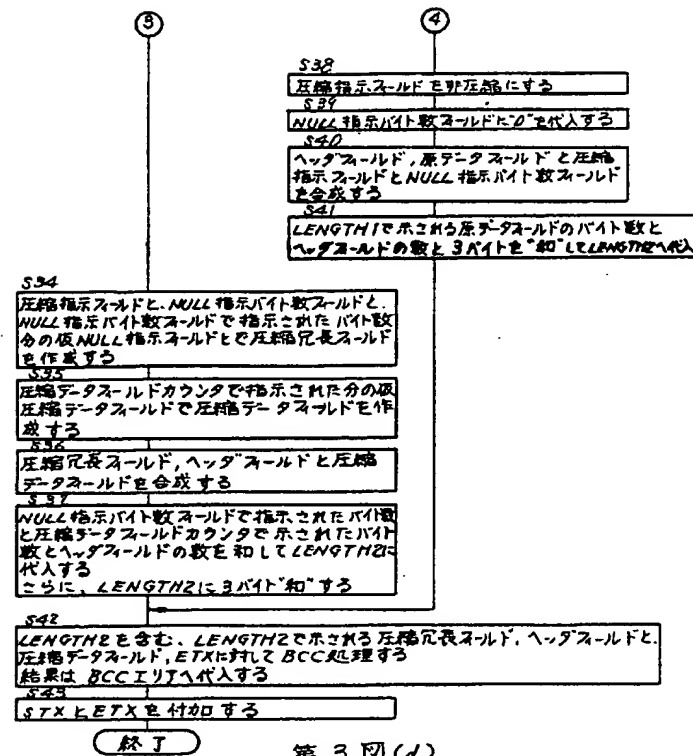 ③
④
S38
圧縮指示フィールドを非圧縮にする
S39
NULL指示バイト数フィールドに"0"を代入する
S40
ヘッダフィールド,原データフィールドと圧縮
指示フィールドとNULL指示バイト数フィールド
を合成する
S41
LENGTH1で示される原データフィールドのバイト数と
ヘッダフィールドの数と3バイトを"和"してLENGTH2へ代入
S34
圧縮指示フィールドと、NULL指示バイト数フィールドと、
NULL指示バイト数フィールドで指示されたバイト数
分の仮NULL指示フィールドとで圧縮冗長フィールド
を作成する
S35
圧縮データフィールドカウンタで指示された分の仮
圧縮データフィールドで圧縮データフィールドを作
成する
S36
圧縮冗長フィールド,ヘッダフィールドと圧縮
データフィールドを合成する
S37
NULL指示バイト数フィールドで指示されたバイト数
と圧縮データフィールドカウンタで示されたバイト
数とヘッダフィールドの数を和してLENGTH2に
代入する
さらに、LENGTH2に3バイト"和"する
S42
LENGTH2を含む、LENGTH2で示される圧縮冗長フィールド,ヘッダフィールドと、
圧縮データフィールド,ETXに対してBCC処理する
結果はBCCエリアへ代入する
S43
STXとETXを付加する
終了
第3図(d)